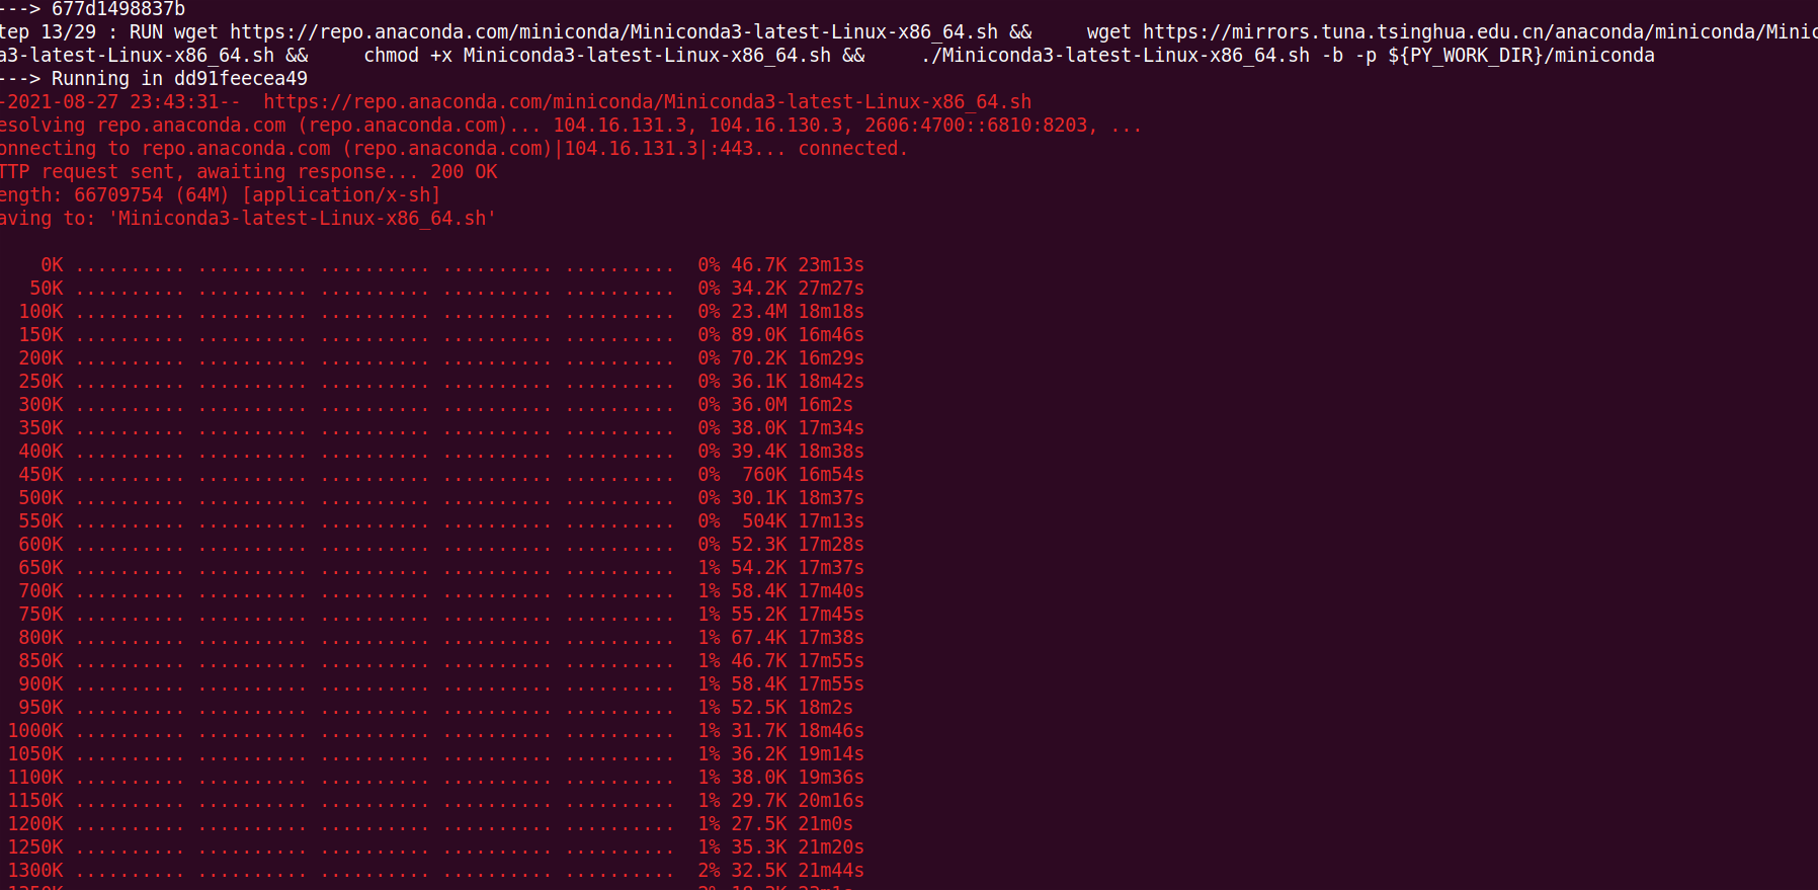 ---> 677d1498837b
tep 13/29 : RUN wget https://repo.anaconda.com/miniconda/Miniconda3-latest-Linux-x86_64.sh &&     wget https://mirrors.tuna.tsinghua.edu.cn/anaconda/miniconda/Minic
a3-latest-Linux-x86_64.sh &&     chmod +x Miniconda3-latest-Linux-x86_64.sh &&     ./Miniconda3-latest-Linux-x86_64.sh -b -p ${PY_WORK_DIR}/miniconda
---> Running in dd91feecea49
-2021-08-27 23:43:31--  https://repo.anaconda.com/miniconda/Miniconda3-latest-Linux-x86_64.sh
esolving repo.anaconda.com (repo.anaconda.com)... 104.16.131.3, 104.16.130.3, 2606:4700::6810:8203, ...
onnecting to repo.anaconda.com (repo.anaconda.com)|104.16.131.3|:443... connected.
TTP request sent, awaiting response... 200 OK
ength: 66709754 (64M) [application/x-sh]
aving to: 'Miniconda3-latest-Linux-x86_64.sh'
0K .......... .......... .......... .......... ..........  0% 46.7K 23m13s
50K .......... .......... .......... .......... ..........  0% 34.2K 27m27s
100K .......... .......... .......... .......... ..........  0% 23.4M 18m18s
150K .......... .......... .......... .......... ..........  0% 89.0K 16m46s
200K .......... .......... .......... .......... ..........  0% 70.2K 16m29s
250K .......... .......... .......... .......... ..........  0% 36.1K 18m42s
300K .......... .......... .......... .......... ..........  0% 36.0M 16m2s
350K .......... .......... .......... .......... ..........  0% 38.0K 17m34s
400K .......... .......... .......... .......... ..........  0% 39.4K 18m38s
450K .......... .......... .......... .......... ..........  0%  760K 16m54s
500K .......... .......... .......... .......... ..........  0% 30.1K 18m37s
550K .......... .......... .......... .......... ..........  0%  504K 17m13s
600K .......... .......... .......... .......... ..........  0% 52.3K 17m28s
650K .......... .......... .......... .......... ..........  1% 54.2K 17m37s
700K .......... .......... .......... .......... ..........  1% 58.4K 17m40s
750K .......... .......... .......... .......... ..........  1% 55.2K 17m45s
800K .......... .......... .......... .......... ..........  1% 67.4K 17m38s
850K .......... .......... .......... .......... ..........  1% 46.7K 17m55s
900K .......... .......... .......... .......... ..........  1% 58.4K 17m55s
950K .......... .......... .......... .......... ..........  1% 52.5K 18m2s
1000K .......... .......... .......... .......... ..........  1% 31.7K 18m46s
1050K .......... .......... .......... .......... ..........  1% 36.2K 19m14s
1100K .......... .......... .......... .......... ..........  1% 38.0K 19m36s
1150K .......... .......... .......... .......... ..........  1% 29.7K 20m16s
1200K .......... .......... .......... .......... ..........  1% 27.5K 21m0s
1250K .......... .......... .......... .......... ..........  1% 35.3K 21m20s
1300K .......... .......... .......... .......... ..........  2% 32.5K 21m44s